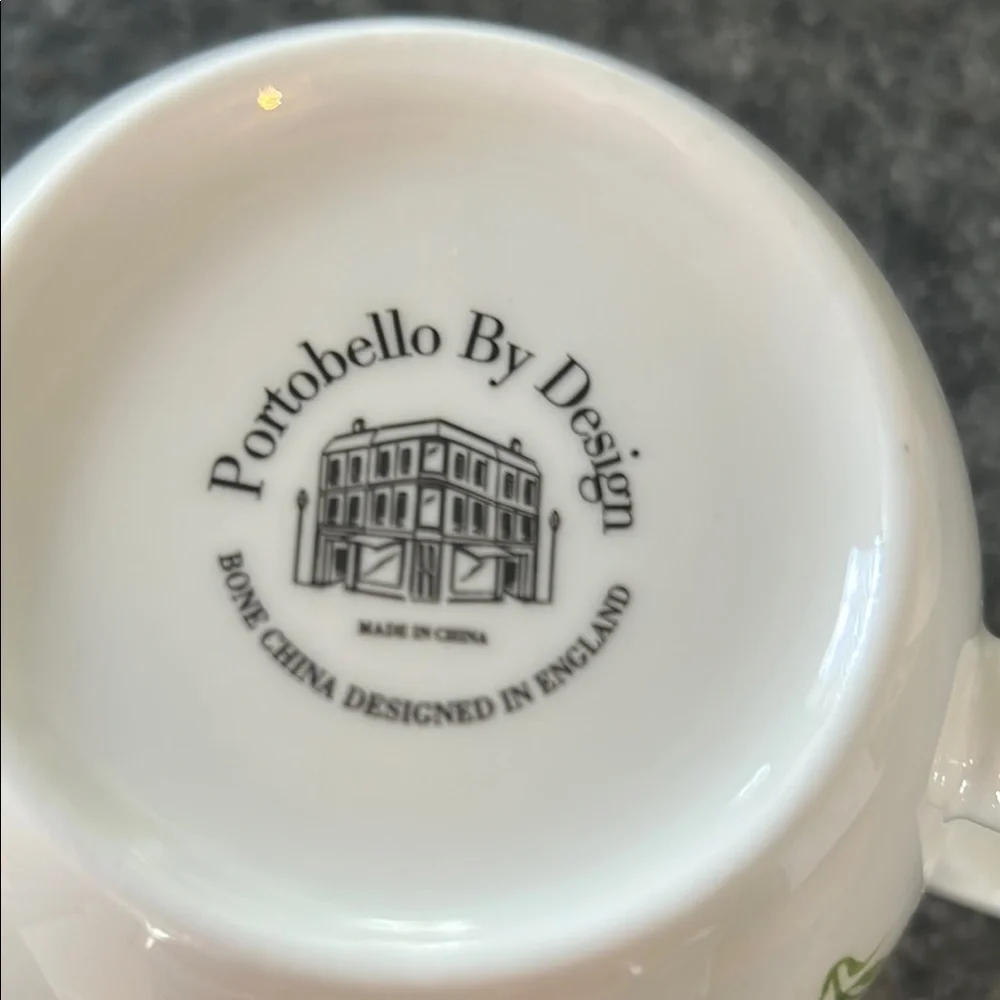 Portobello By Design
MADE IN CHINA
BONE CHINA DESIGNED IN ENGLAND